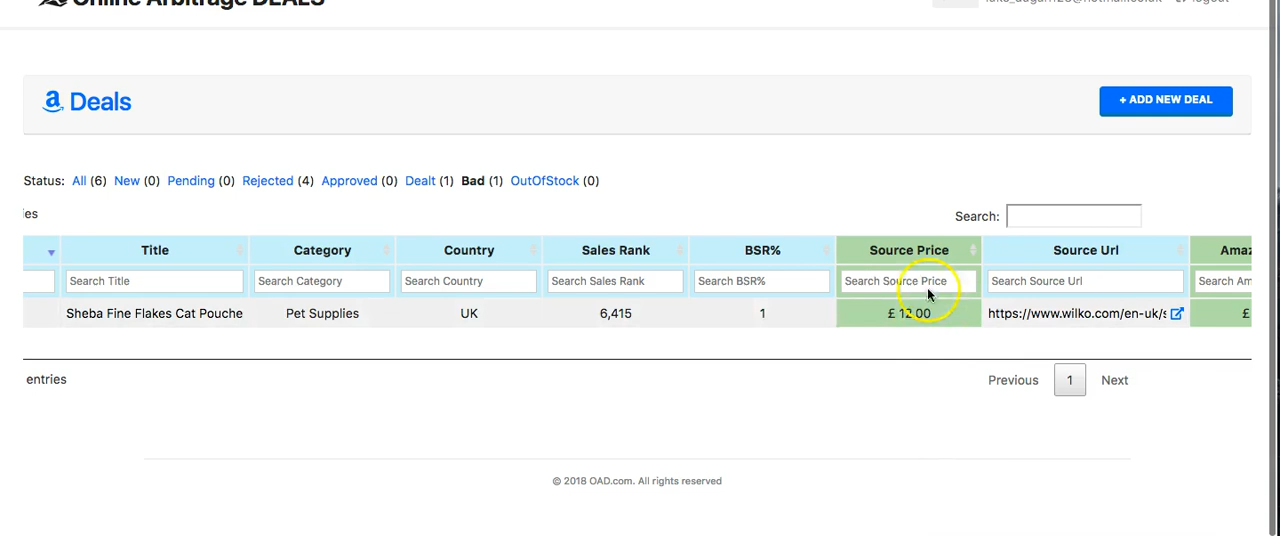 Online Arbitrage DEALS
logout
Deals
+ ADD NEW DEAL
Status: All (6) New (0) Pending (0) Rejected (4) Approved (0) Dealt (1) Bad (1) OutOfStock (0)
ies
Search:
Title Category Country Sales Rank BSR% Source Price Source Url Amaz
Search Title Search Category Search Country Search Sales Rank Search BSR% Search Source Price Search Source Url Search Am
Sheba Fine Flakes Cat Pouche Pet Supplies UK 6,415 1 £ 12.00 https://www.wilko.com/en-uk/s £
entries
Previous 1 Next
© 2018 OAD.com. All rights reserved